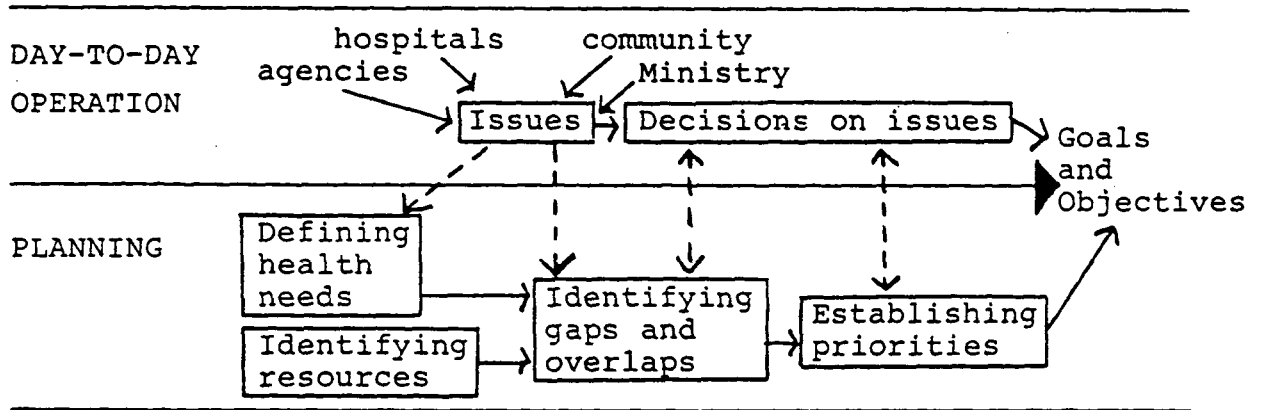 DAY-TO-DAY
OPERATION
hospitals
community
agencies
Ministry
Issues
Decisions on issues
Goals
and
Objectives
PLANNING
Defining
health
needs
Identifying
resources
Identifying
gaps and
overlaps
Establishing
priorities